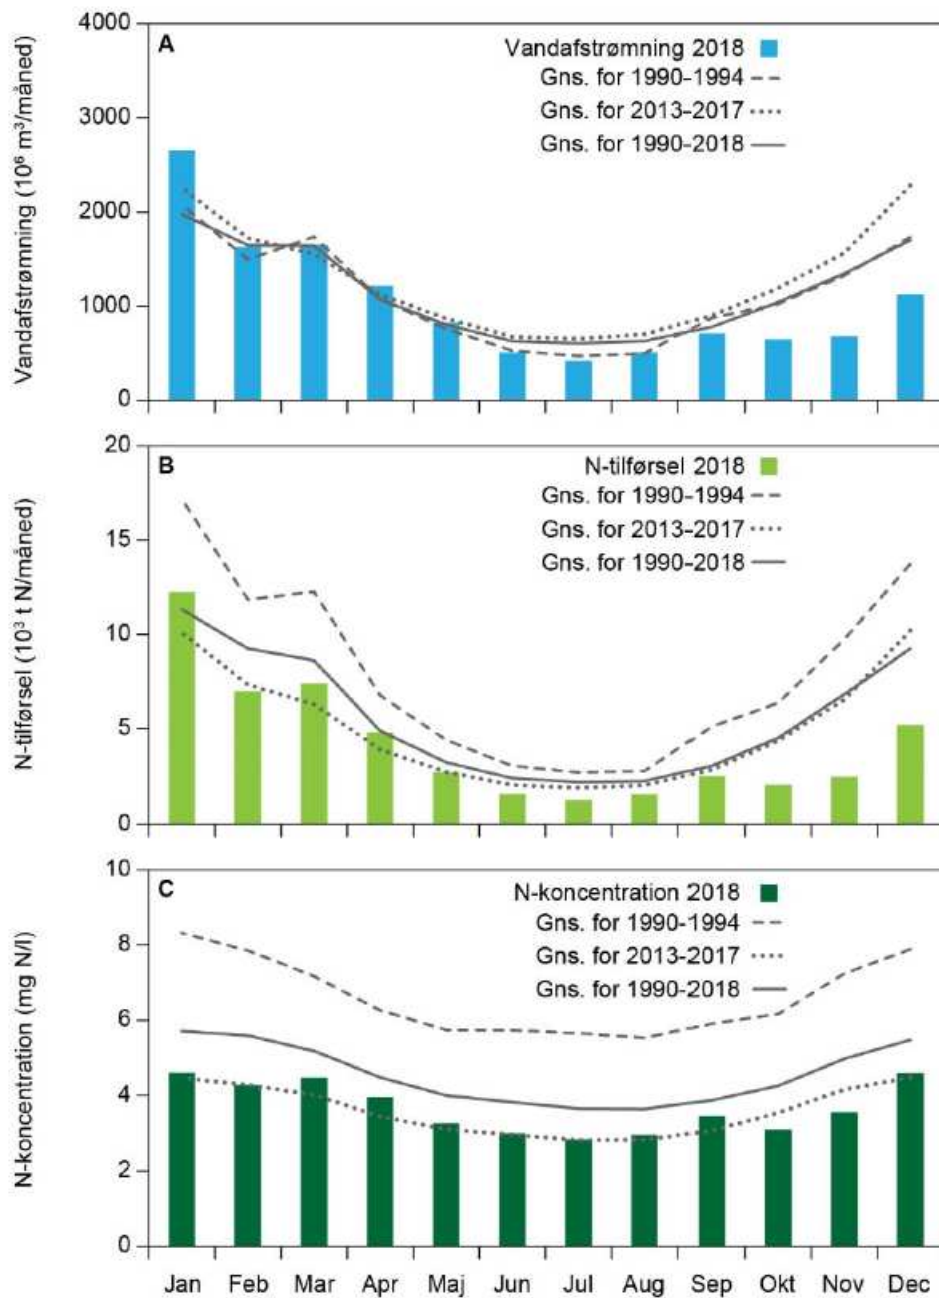 4000
3000
2000
1000
0
Vandafstrømning (10⁶ m³/måned)
A
Vandafstrømning 2018
Gns. for 1990-1994
Gns. for 2013-2017
Gns. for 1990-2018
20
15
10
5
0
N-tilførsel (10³ t N/måned)
B
N-tilførsel 2018
Gns. for 1990-1994
Gns. for 2013-2017
Gns. for 1990-2018
10
8
6
4
2
0
N-koncentration (mg N/l)
C
N-koncentration 2018
Gns. for 1990-1994
Gns. for 2013-2017
Gns. for 1990-2018
Jan Feb Mar Apr Maj Jun Jul Aug Sep Okt Nov Dec